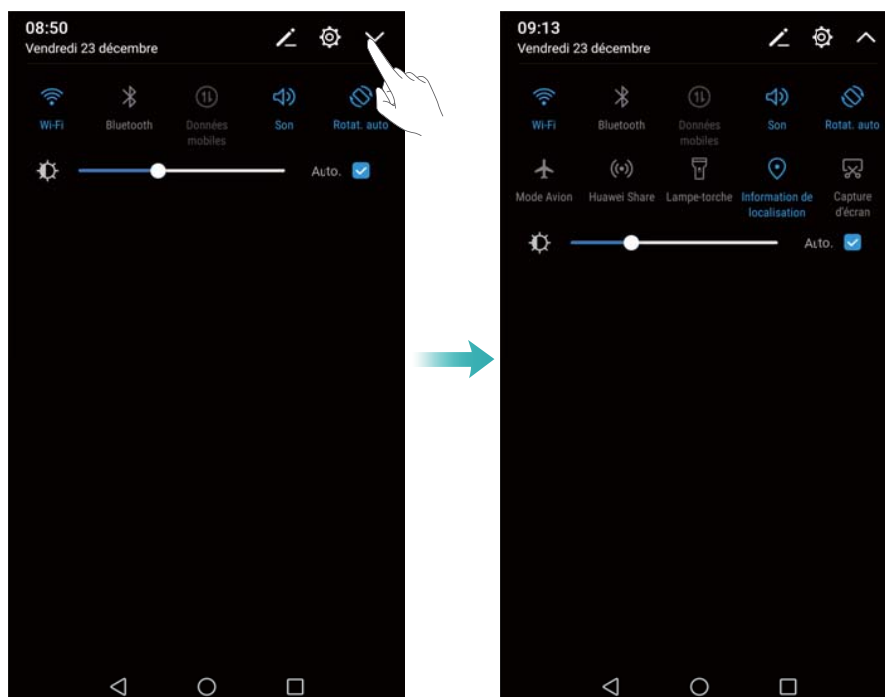 08:50
Vendredi 23 décembre
Wi-Fi Bluetooth Données mobiles Son Rotat. auto
Auto.
09:13
Vendredi 23 décembre
Wi-Fi Bluetooth Données mobiles Son Rotat. auto
Mode Avion Huawei Share Lampe-torche Information de localisation Capture d'écran
Auto.